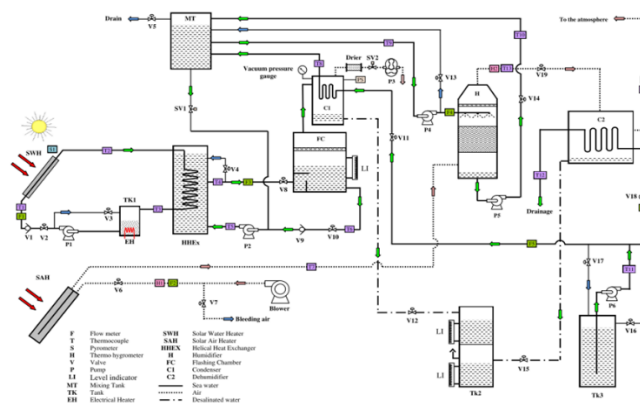 Drain
V5
MT
To the atmosphere
Drier
SV2
Vacuum pressure
gauge
P3
V13
V19
H
C1
SV1
V14
C2
P4
V11
FC
SWH
LI
V4
TK1
V8
V3
Drainage
V18
V1
V2
P1
EH
HHEx
P2
V9
V10
P5
SAH
V17
V6
V7
Blower
P6
Bleeding air
V12
LI
V16
V15
LI
Tk2
Tk3
F Flow meter
T Thermocouple
S Pyrometer
H Thermo hygrometer
V Valve
P Pump
LI Level indicator
MT Mixing Tank
TK Tank
EH Electrical Heater
SWH Solar Water Heater
SAH Solar Air Heater
HHEX Helical Heat Exchanger
H Humidifier
FC Flashing Chamber
C1 Condenser
C2 Dehumidifier
Sea water
Air
Desalinated water